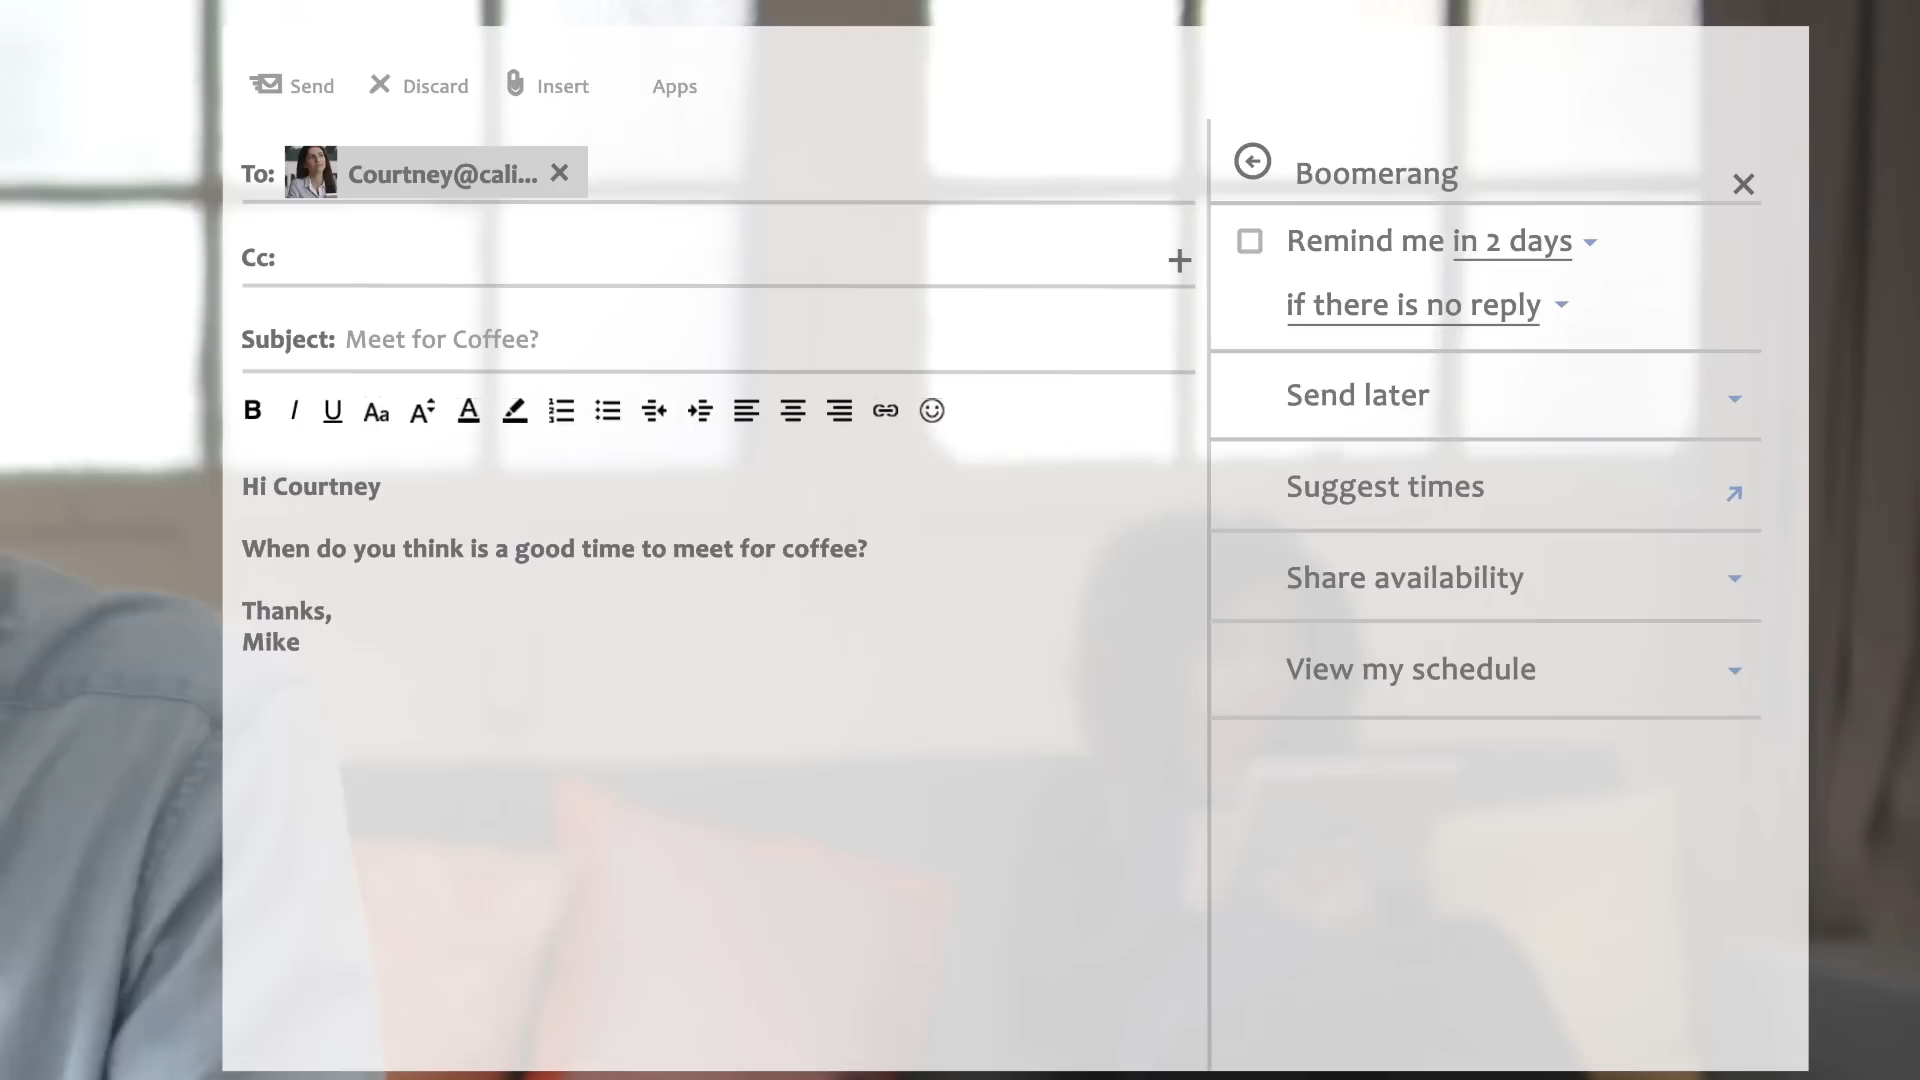 Send Discard Insert Apps
To: Courtney@cali...
Cc:
Subject: Meet for Coffee?
B I U Aa A A
Hi Courtney
When do you think is a good time to meet for coffee?
Thanks,
Mike
Boomerang
Remind me in 2 days
if there is no reply
Send later
Suggest times
Share availability
View my schedule